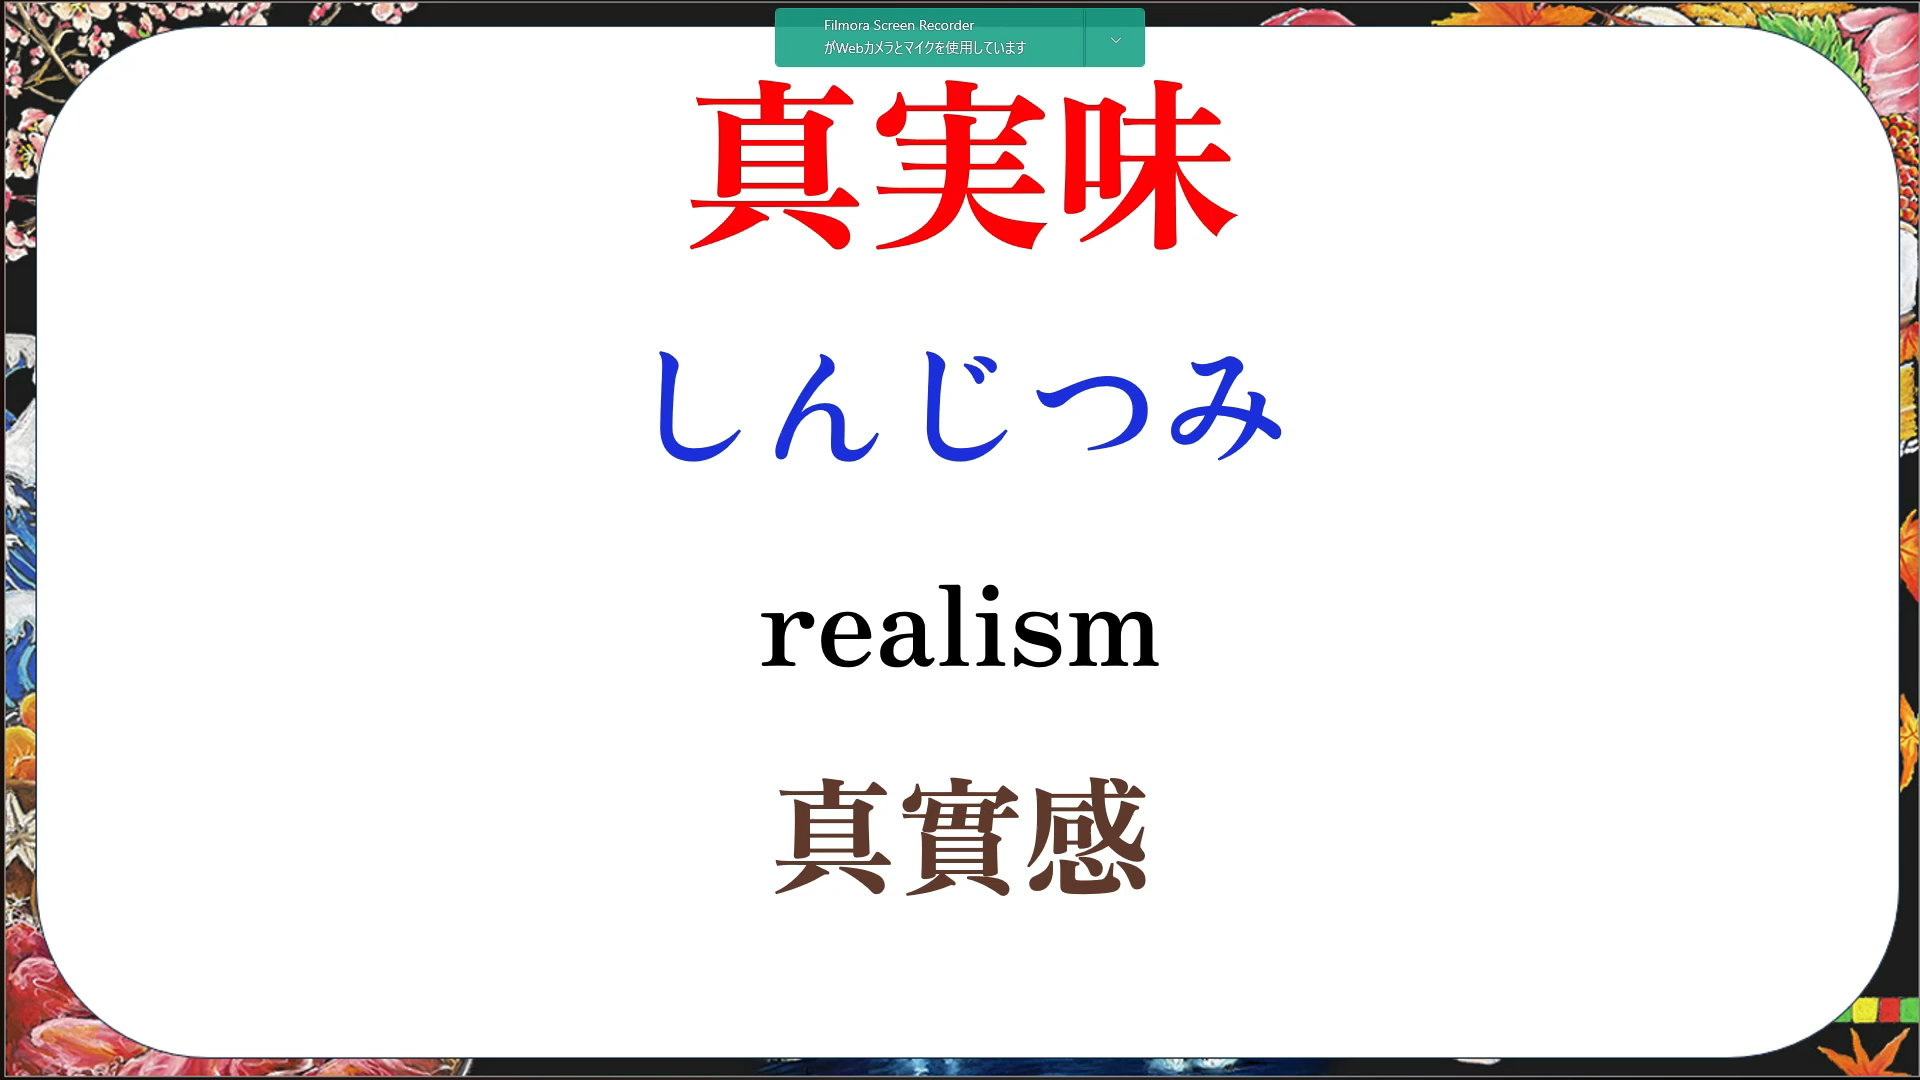 Filmora Screen Recorder
がWebカメラとマイクを使用しています
真実味
しんじつみ
realism
真實感